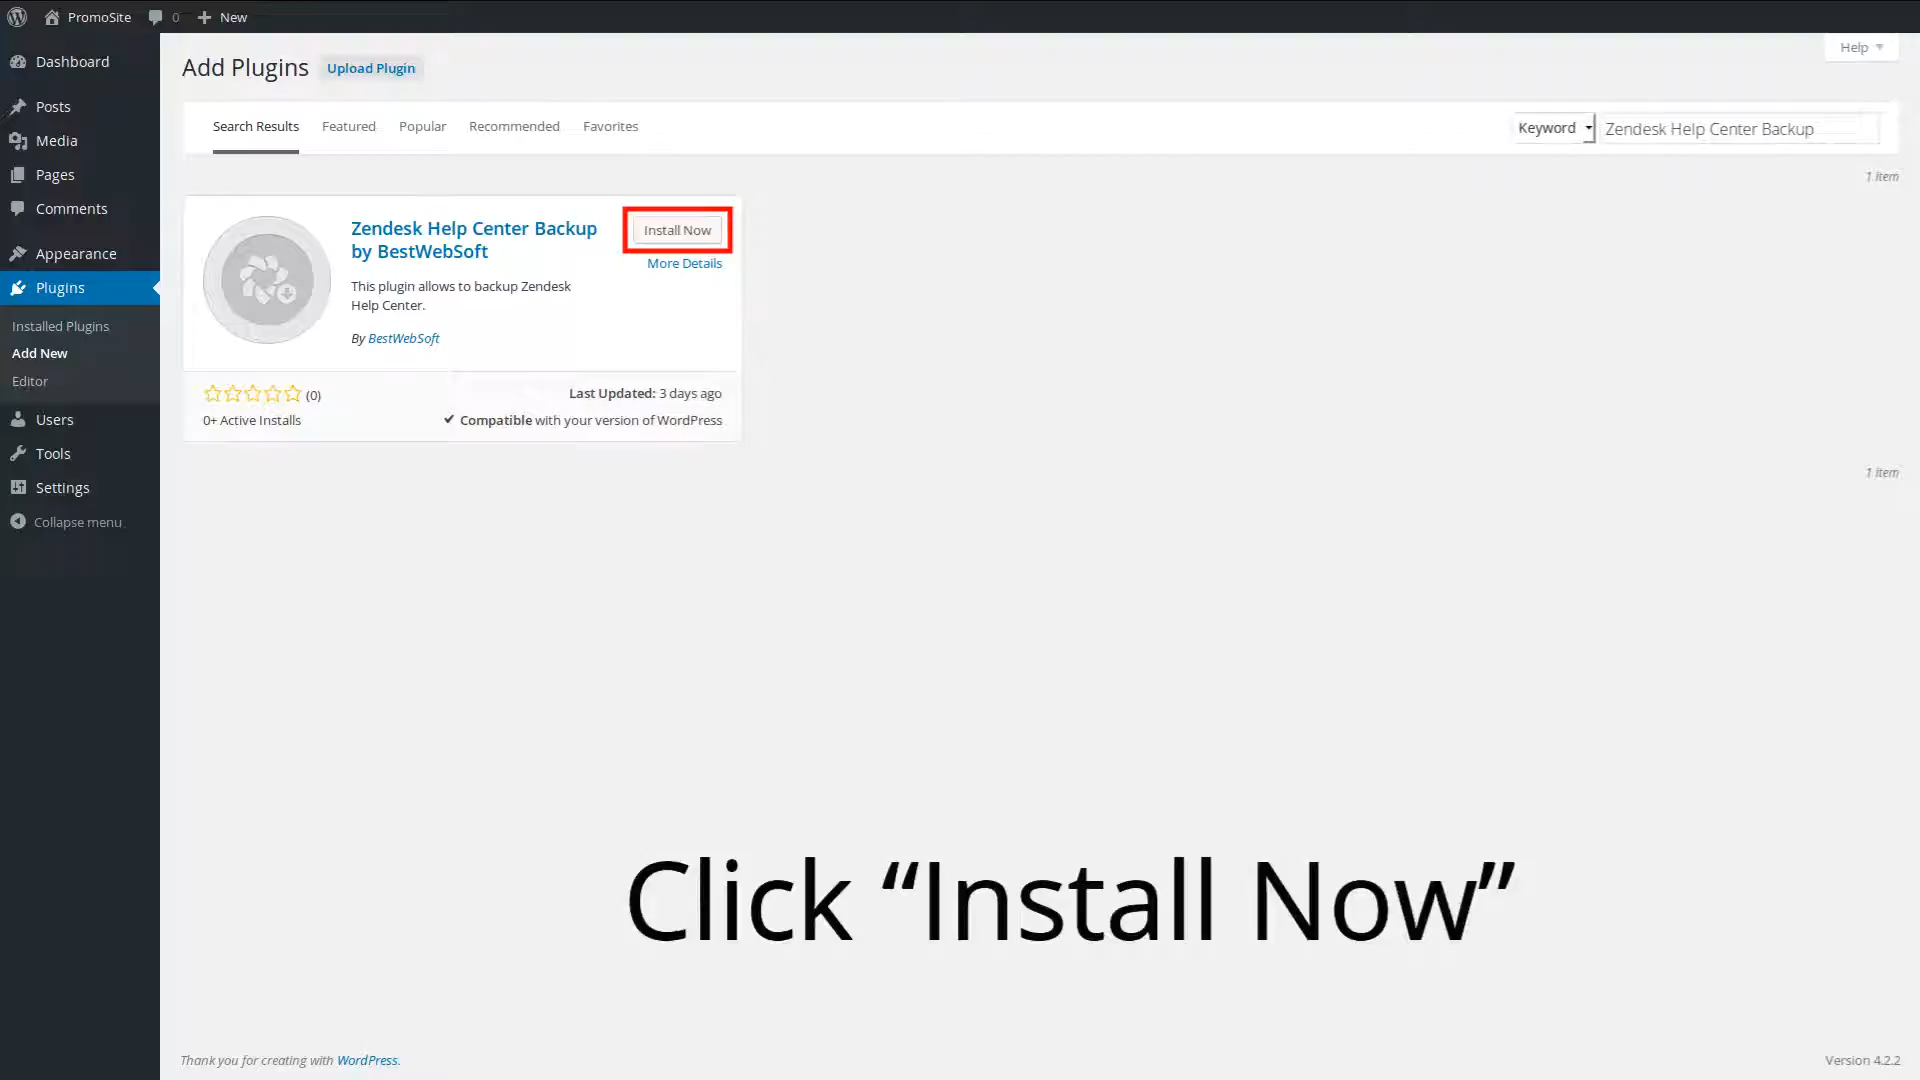 PromoSite 0 New
Dashboard
Posts
Media
Pages
Comments
Appearance
Plugins
Installed Plugins
Add New
Editor
Users
Tools
Settings
Collapse menu
Help
Add Plugins Upload Plugin
Search Results Featured Popular Recommended Favorites Keyword Zendesk Help Center Backup
1 item
Zendesk Help Center Backup
by BestWebSoft
Install Now
More Details
This plugin allows to backup Zendesk
Help Center.
By BestWebSoft
(0) Last Updated: 3 days ago
0+ Active Installs Compatible with your version of WordPress
1 item
Click “Install Now”
Thank you for creating with WordPress. Version 4.2.2